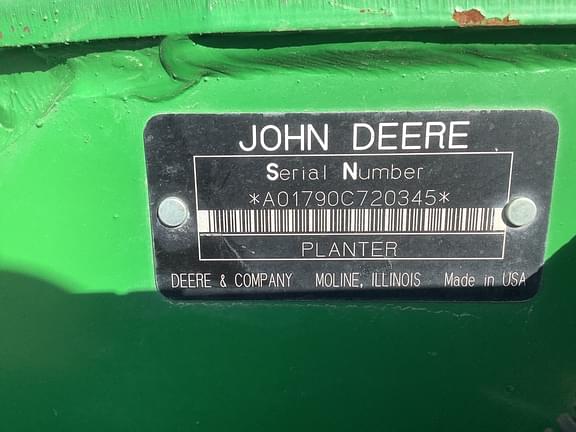 JOHN DEERE
Serial Number
*A01790C720345*
PLANTER
DEERE & COMPANY MOLINE, ILLINOIS Made in USA